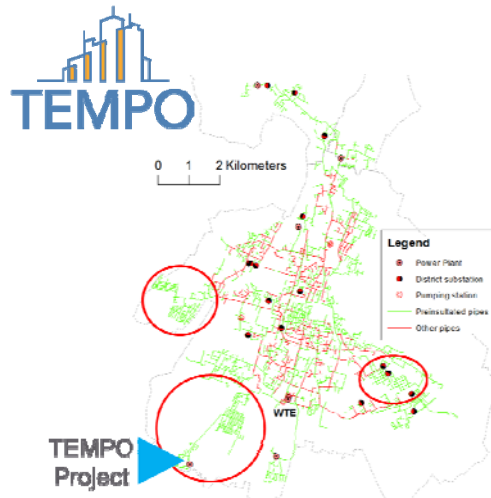 TEMPO
0 1 2 Kilometers
Legend
Power Plant
District substation
Pumping station
Preinsulated pipes
Other pipes
WTE
TEMPO
Project